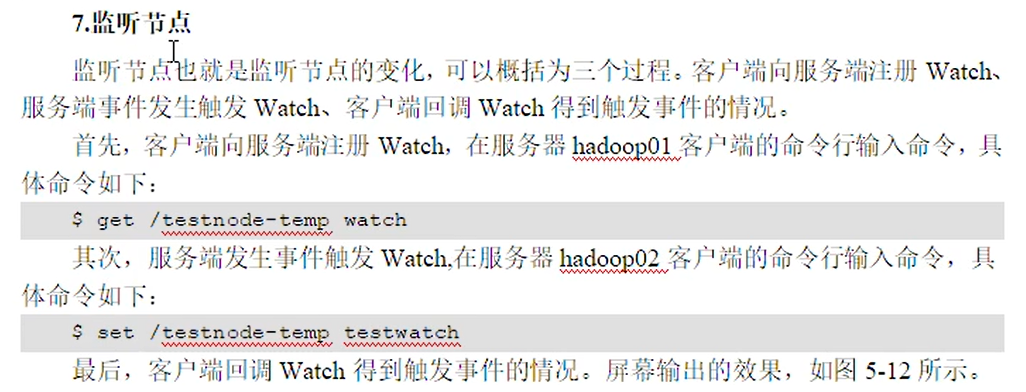 7.监听节点
监听节点也就是监听节点的变化，可以概括为三个过程。客户端向服务端注册 Watch、
服务端事件发生触发 Watch、客户端回调 Watch 得到触发事件的情况。
首先，客户端向服务端注册 Watch，在服务器 hadoop01 客户端的命令行输入命令，具
体命令如下：
$ get /testnode-temp watch
其次，服务端发生事件触发 Watch,在服务器 hadoop02 客户端的命令行输入命令，具
体命令如下：
$ set /testnode-temp testwatch
最后，客户端回调 Watch 得到触发事件的情况。屏幕输出的效果，如图 5-12 所示。